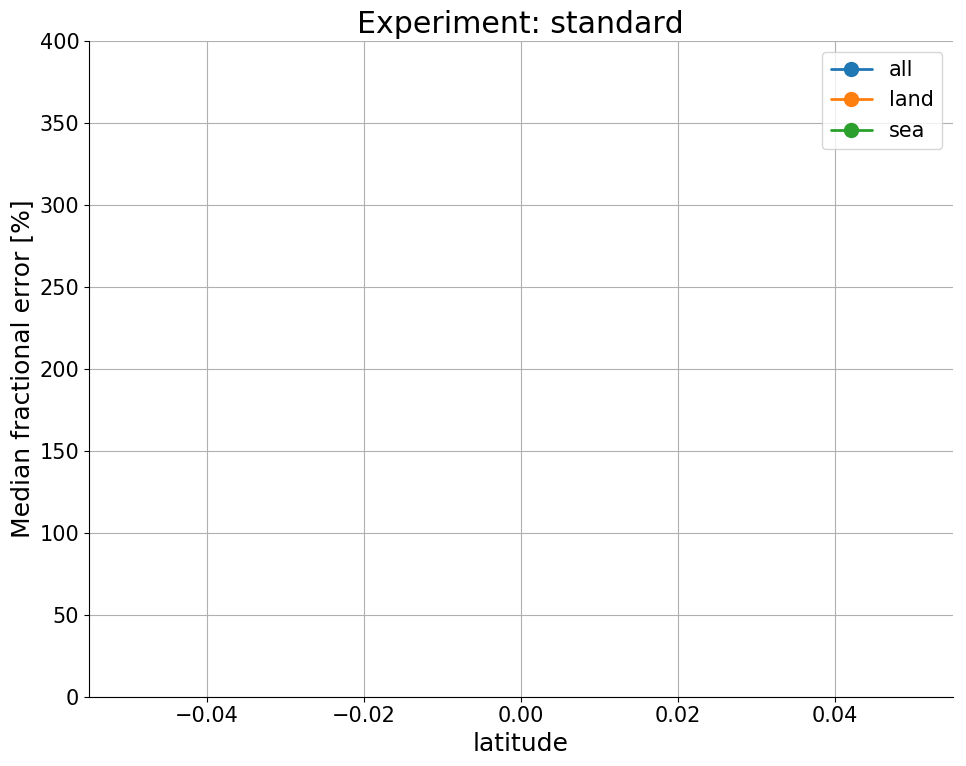 Experiment: standard
400
350
300
250
200
150
100
50
0
Median fractional error [%]
−0.04 −0.02 0.00 0.02 0.04
latitude
all
land
sea